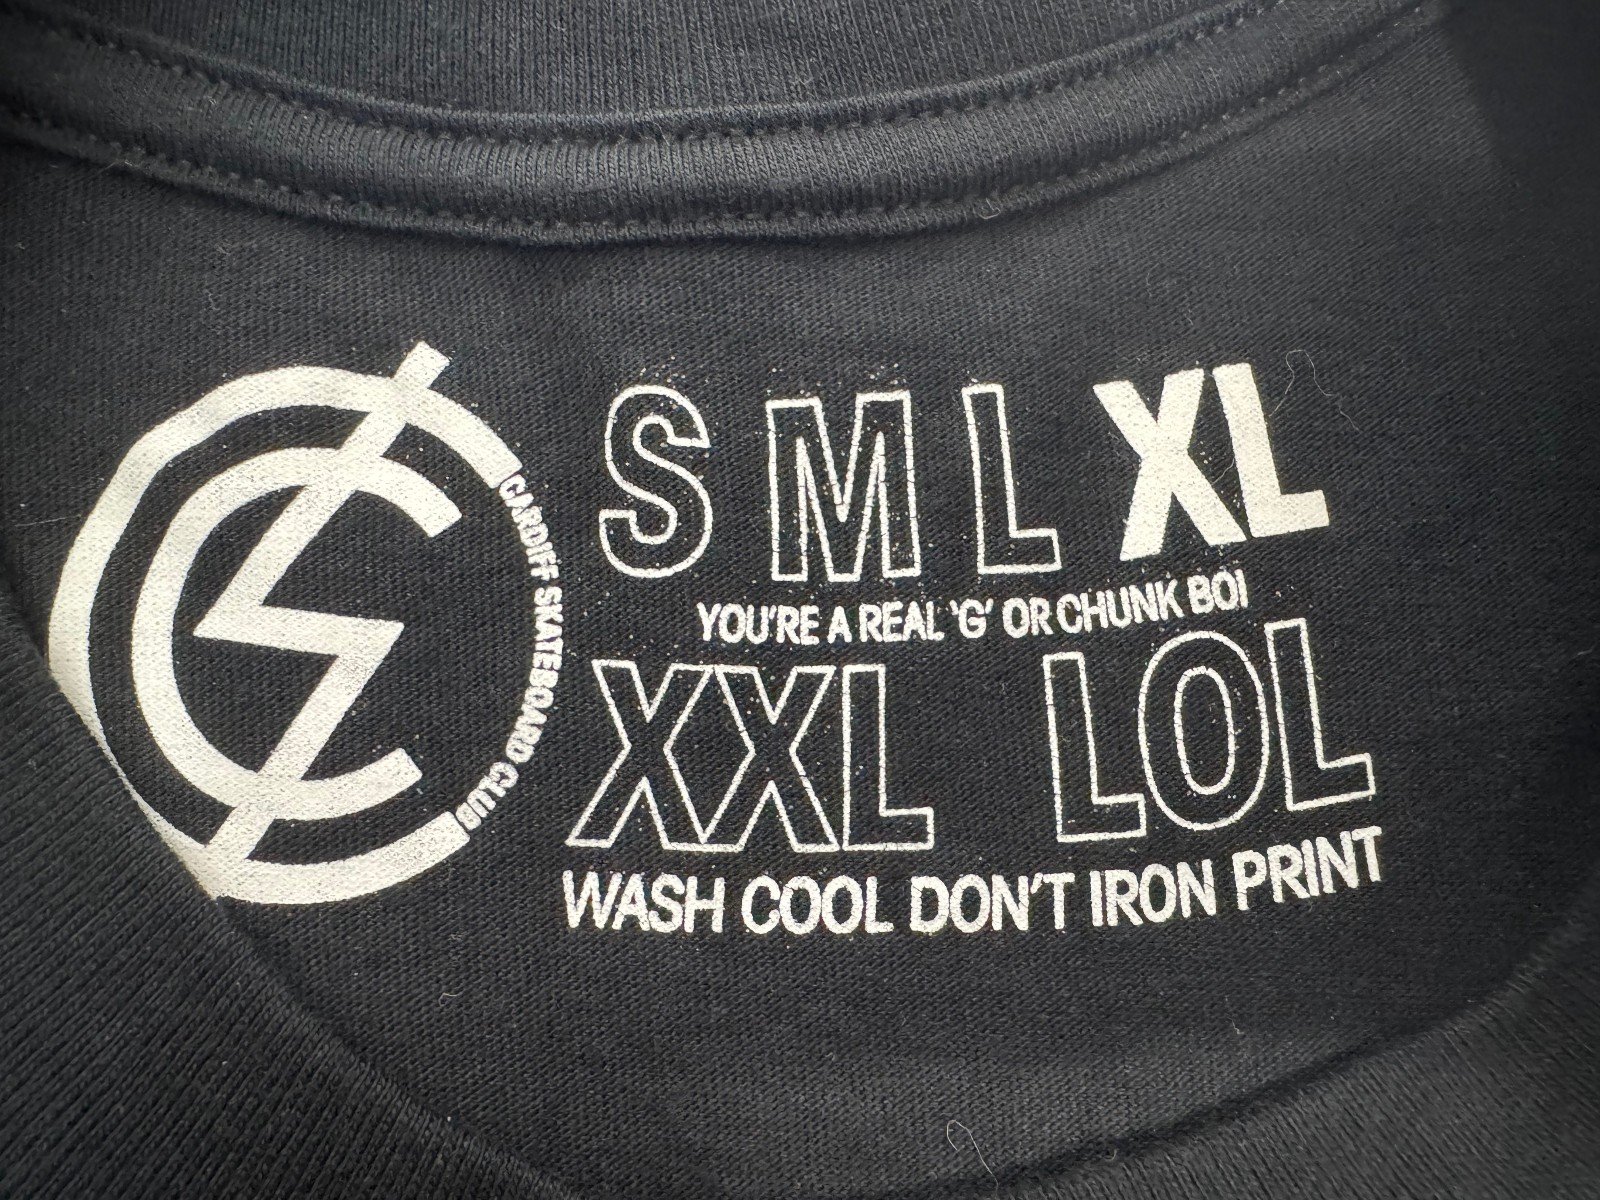 CARDIFF SKATEBOARD CLUB
S M L XL
YOU'RE A REAL 'G' OR CHUNK BOI
XXL LOL
WASH COOL DON'T IRON PRINT